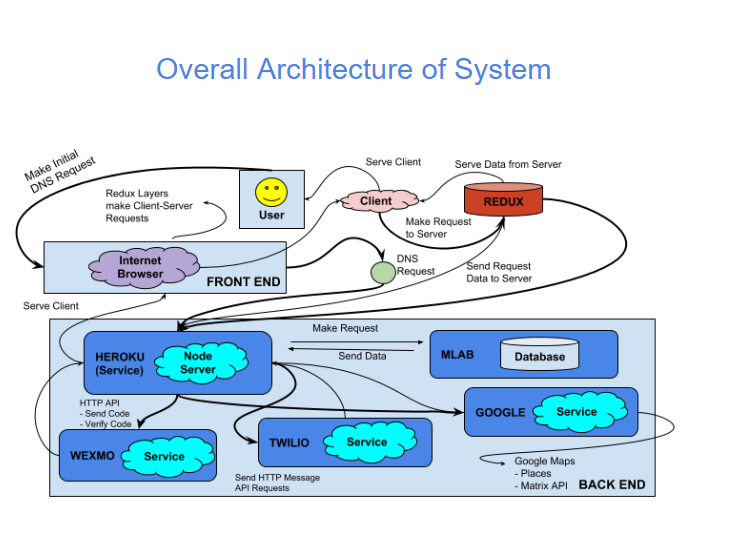 Overall Architecture of System
Make Initial
DNS Request
Serve Client
Serve Data from Server
Redux Layers
make Client-Server
Requests
User
Client
REDUX
Make Request
to Server
Internet
Browser
FRONT END
DNS
Request
Send Request
Data to Server
Serve Client
HEROKU
(Service)
Node
Server
Make Request
Send Data
MLAB
Database
HTTP API
- Send Code
- Verify Code
GOOGLE
Service
WEXMO
Service
TWILIO
Service
Send HTTP Message
API Requests
Google Maps
- Places
- Matrix API
BACK END